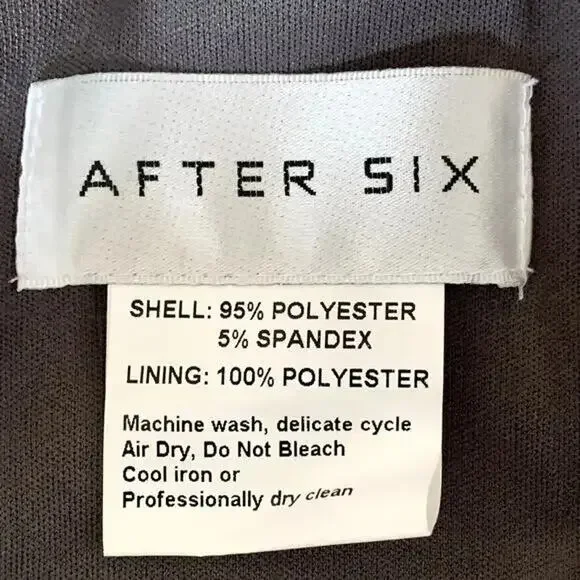 AFTER SIX
SHELL: 95% POLYESTER
5% SPANDEX
LINING: 100% POLYESTER
Machine wash, delicate cycle
Air Dry, Do Not Bleach
Cool iron or
Professionally dry clean